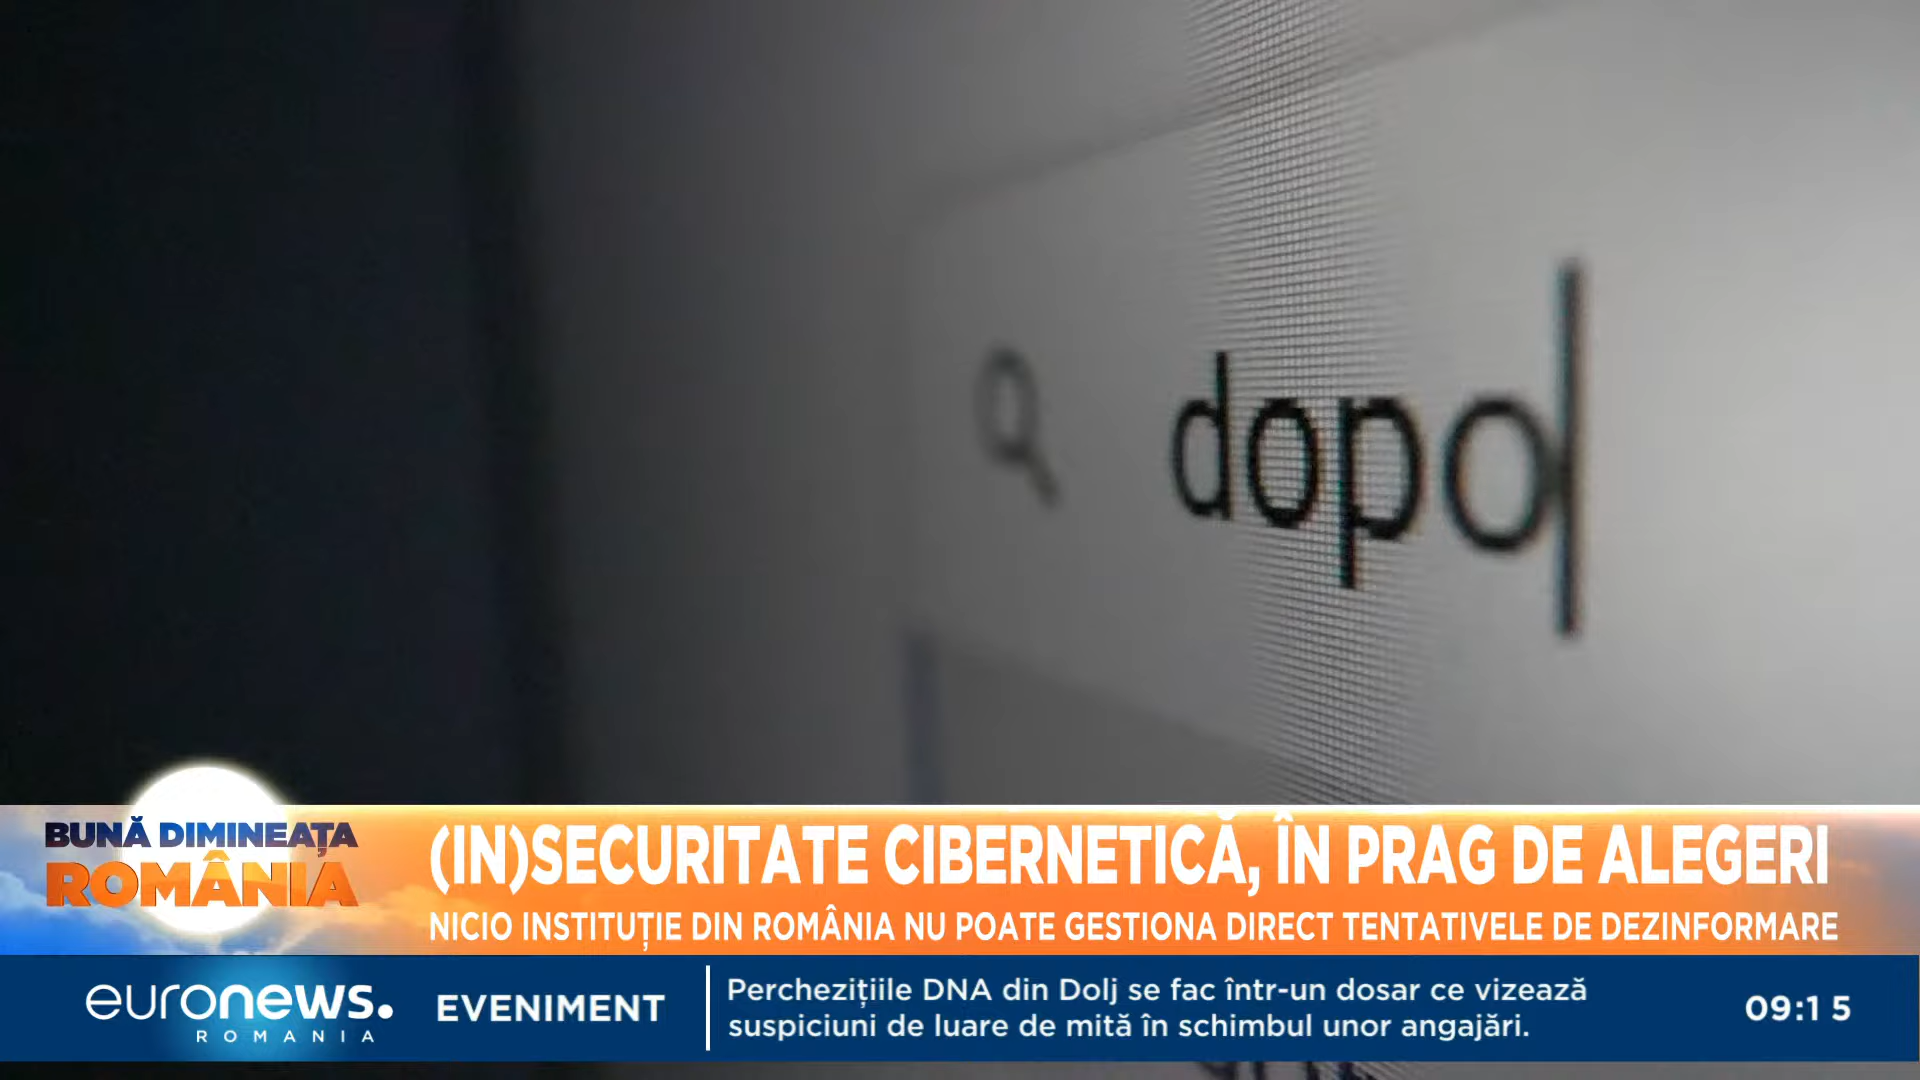 dopo
BUNĂ DIMINEAȚA
ROMÂNIA
(IN)SECURITATE CIBERNETICĂ, ÎN PRAG DE ALEGERI
NICIO INSTITUȚIE DIN ROMÂNIA NU POATE GESTIONA DIRECT TENTATIVELE DE DEZINFORMARE
euronews.
ROMANIA
EVENIMENT
Perchezițiile DNA din Dolj se fac într-un dosar ce vizează
suspiciuni de luare de mită în schimbul unor angajări.
09:15